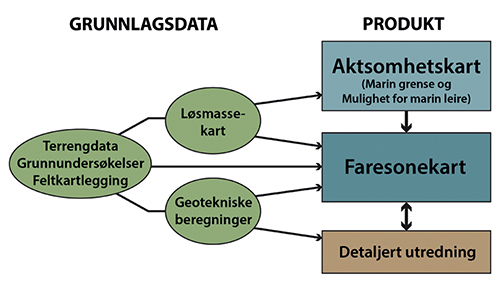 GRUNNLAGSDATA
PRODUKT
Aktsomhetskart
(Marin grense og
Mulighet for marin leire)
Løsmasse-
kart
Terrengdata
Grunnundersøkelser
Feltkartlegging
Faresonekart
Geotekniske
beregninger
Detaljert utredning